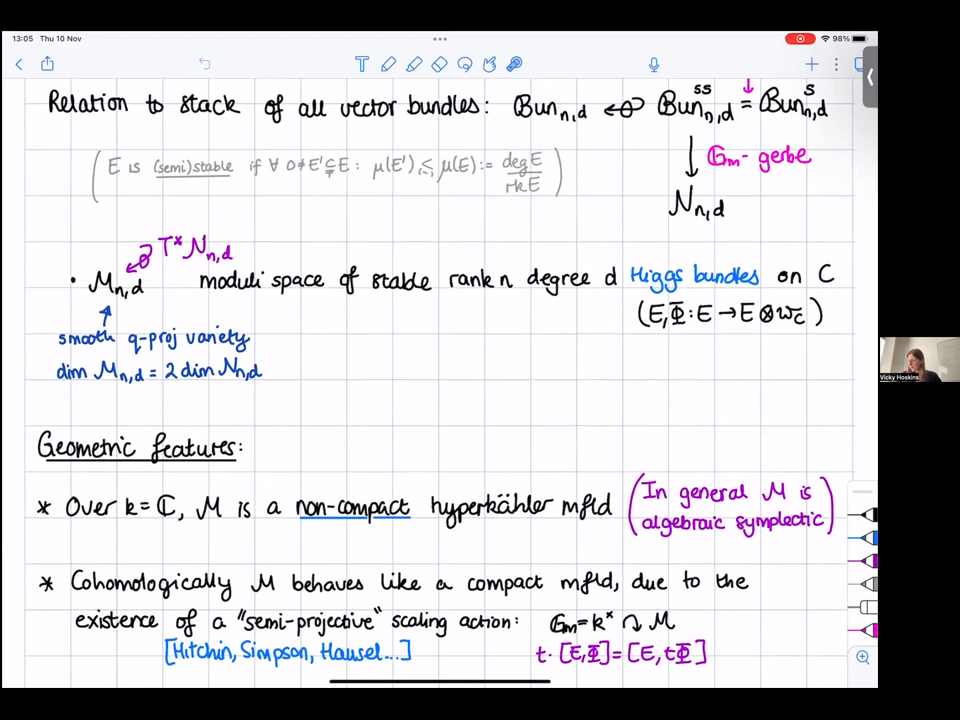 13:05 Thu 10 Nov
98%
Relation to stack of all vector bundles: Bun_{n,d} ↩ Bun^{ss}_{n,d} = Bun^{s}_{n,d}
(E is (semi)stable if ∀ 0≠E'⊊E: μ(E') ≤ μ(E) := deg E / rk E)
↓ 𝔾m-gerbe
N_{n,d}
T*N_{n,d}
• M_{n,d} moduli space of stable rank n degree d Higgs bundles on C
(E, Φ: E → E ⊗ ω_C)
smooth q-proj variety
dim M_{n,d} = 2 dim N_{n,d}
Vicky Hoskins
Geometric features:
* Over k = ℂ, M is a non-compact hyperkähler mfld (In general M is
algebraic symplectic)
* Cohomologically M behaves like a compact mfld, due to the
existence of a "semi-projective" scaling action: 𝔾m = k^× ↷ M
[Hitchin, Simpson, Hausel...] t·[E,Φ] = [E,tΦ]